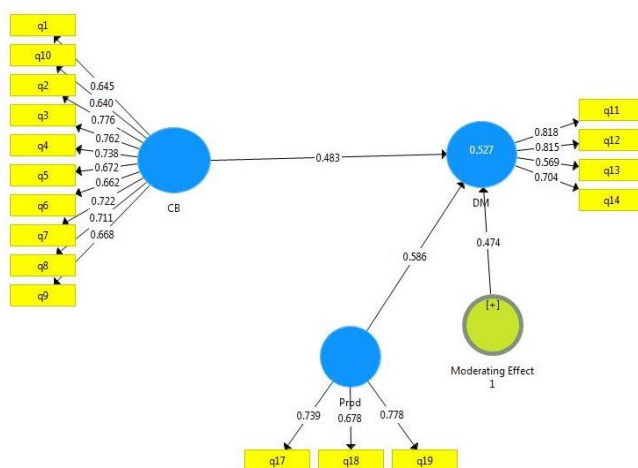 q1
q10
q2
q3
q4
q5
q6
q7
q8
q9
0.645
0.640
0.776
0.762
0.738
0.672
0.662
0.722
0.711
0.668
CB
0.483
0.527
DM
0.818
0.815
0.569
0.704
q11
q12
q13
q14
0.586
0.474
[+]
Moderating Effect
1
Prod
0.739
0.678
0.778
q17
q18
q19